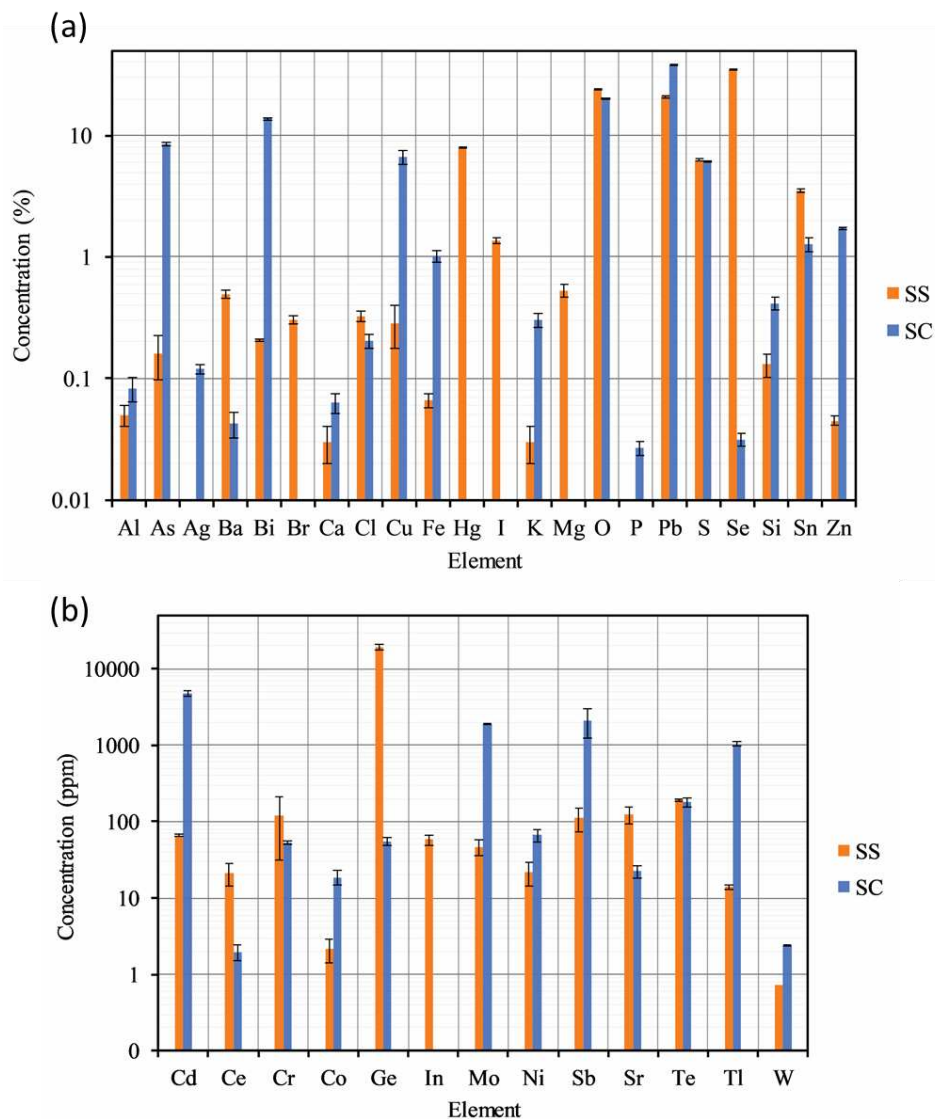 (a)
Concentration (%)
10
1
0.1
0.01
Al As Ag Ba Bi Br Ca Cl Cu Fe Hg I K Mg O P Pb S Se Si Sn Zn
Element
SS
SC
(b)
Concentration (ppm)
10000
1000
100
10
1
0
Cd Ce Cr Co Ge In Mo Ni Sb Sr Te Tl W
Element
SS
SC